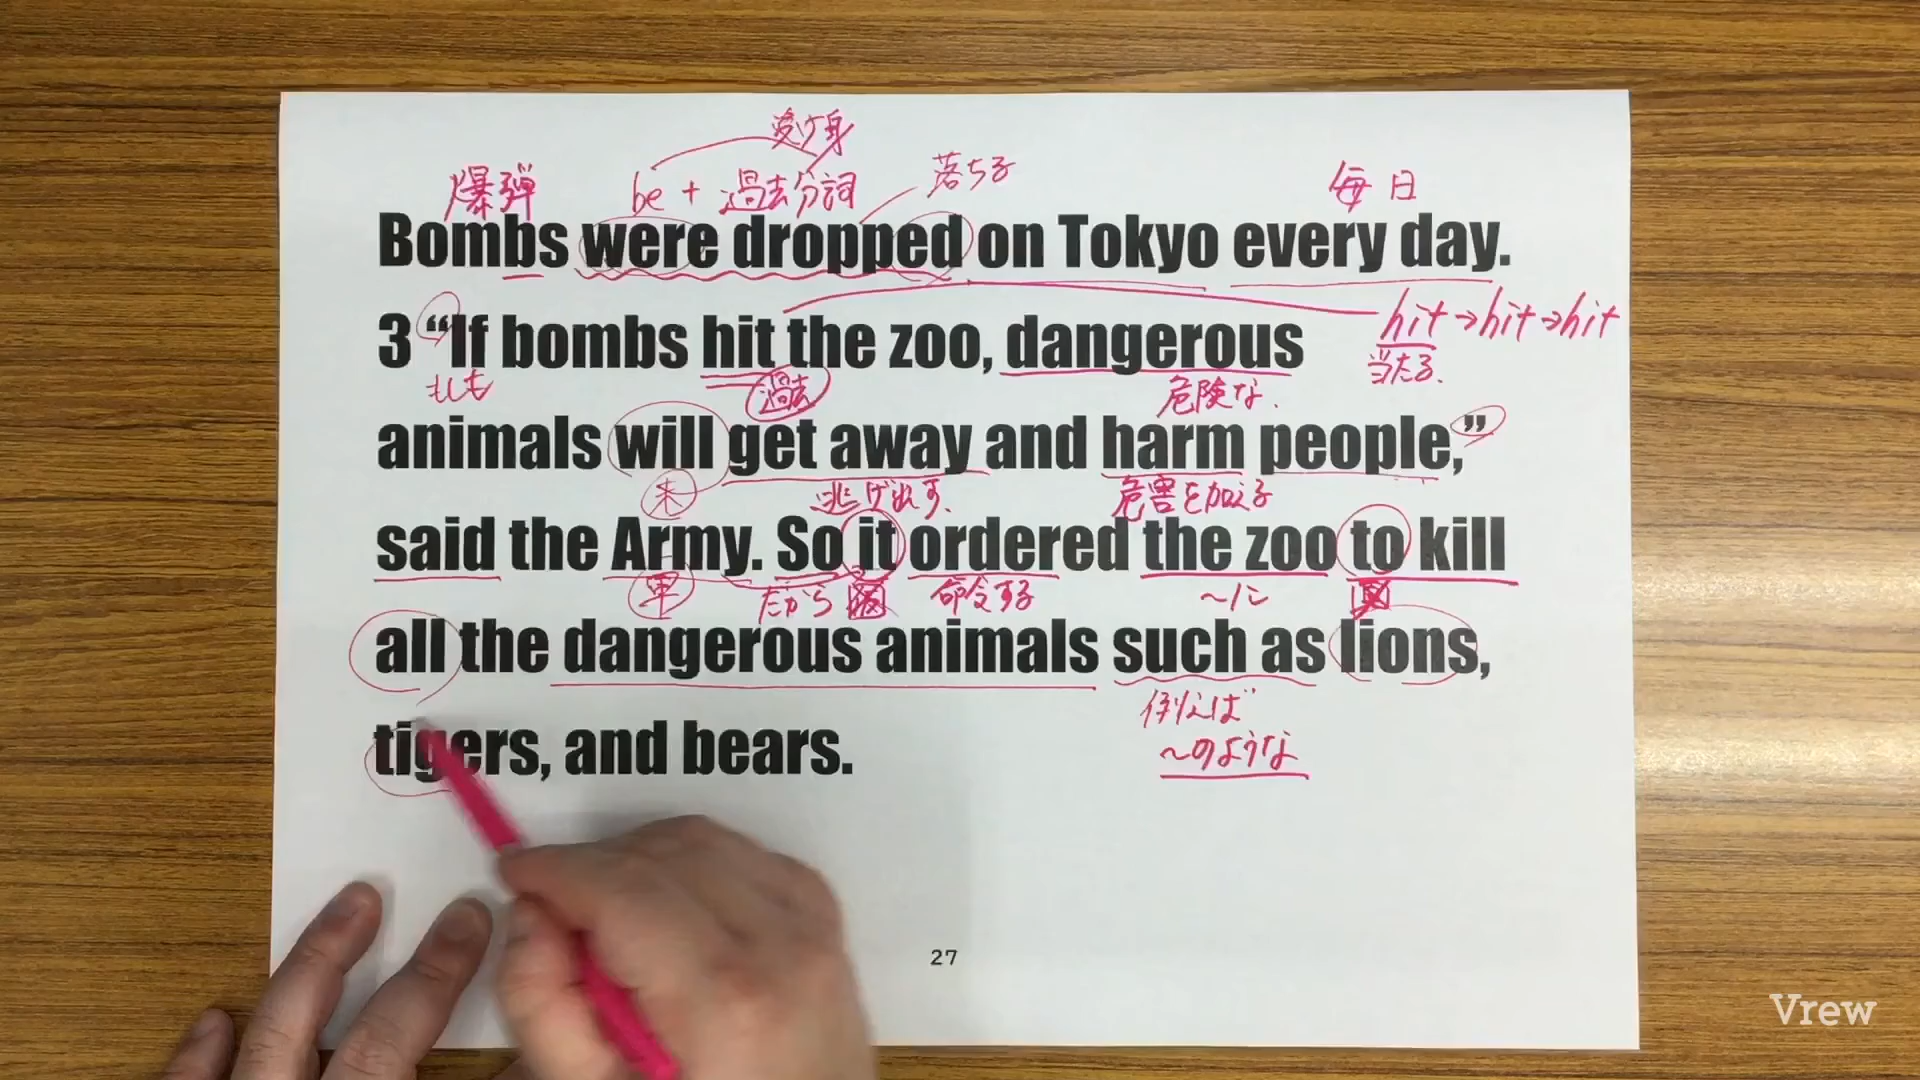 受け身
爆弾 be + 過去分詞 落ちる 毎日
Bombs were dropped on Tokyo every day.
3 “If bombs hit the zoo, dangerous
hit→hit→hit
もしも 過去 危険な. 当たる.
animals will get away and harm people,”
未 逃げ出す. 危害を加える
said the Army. So it ordered the zoo to kill
軍 だから 命令する 〜に
all the dangerous animals such as lions,
例えば
tigers, and bears.
〜のような
27
Vrew